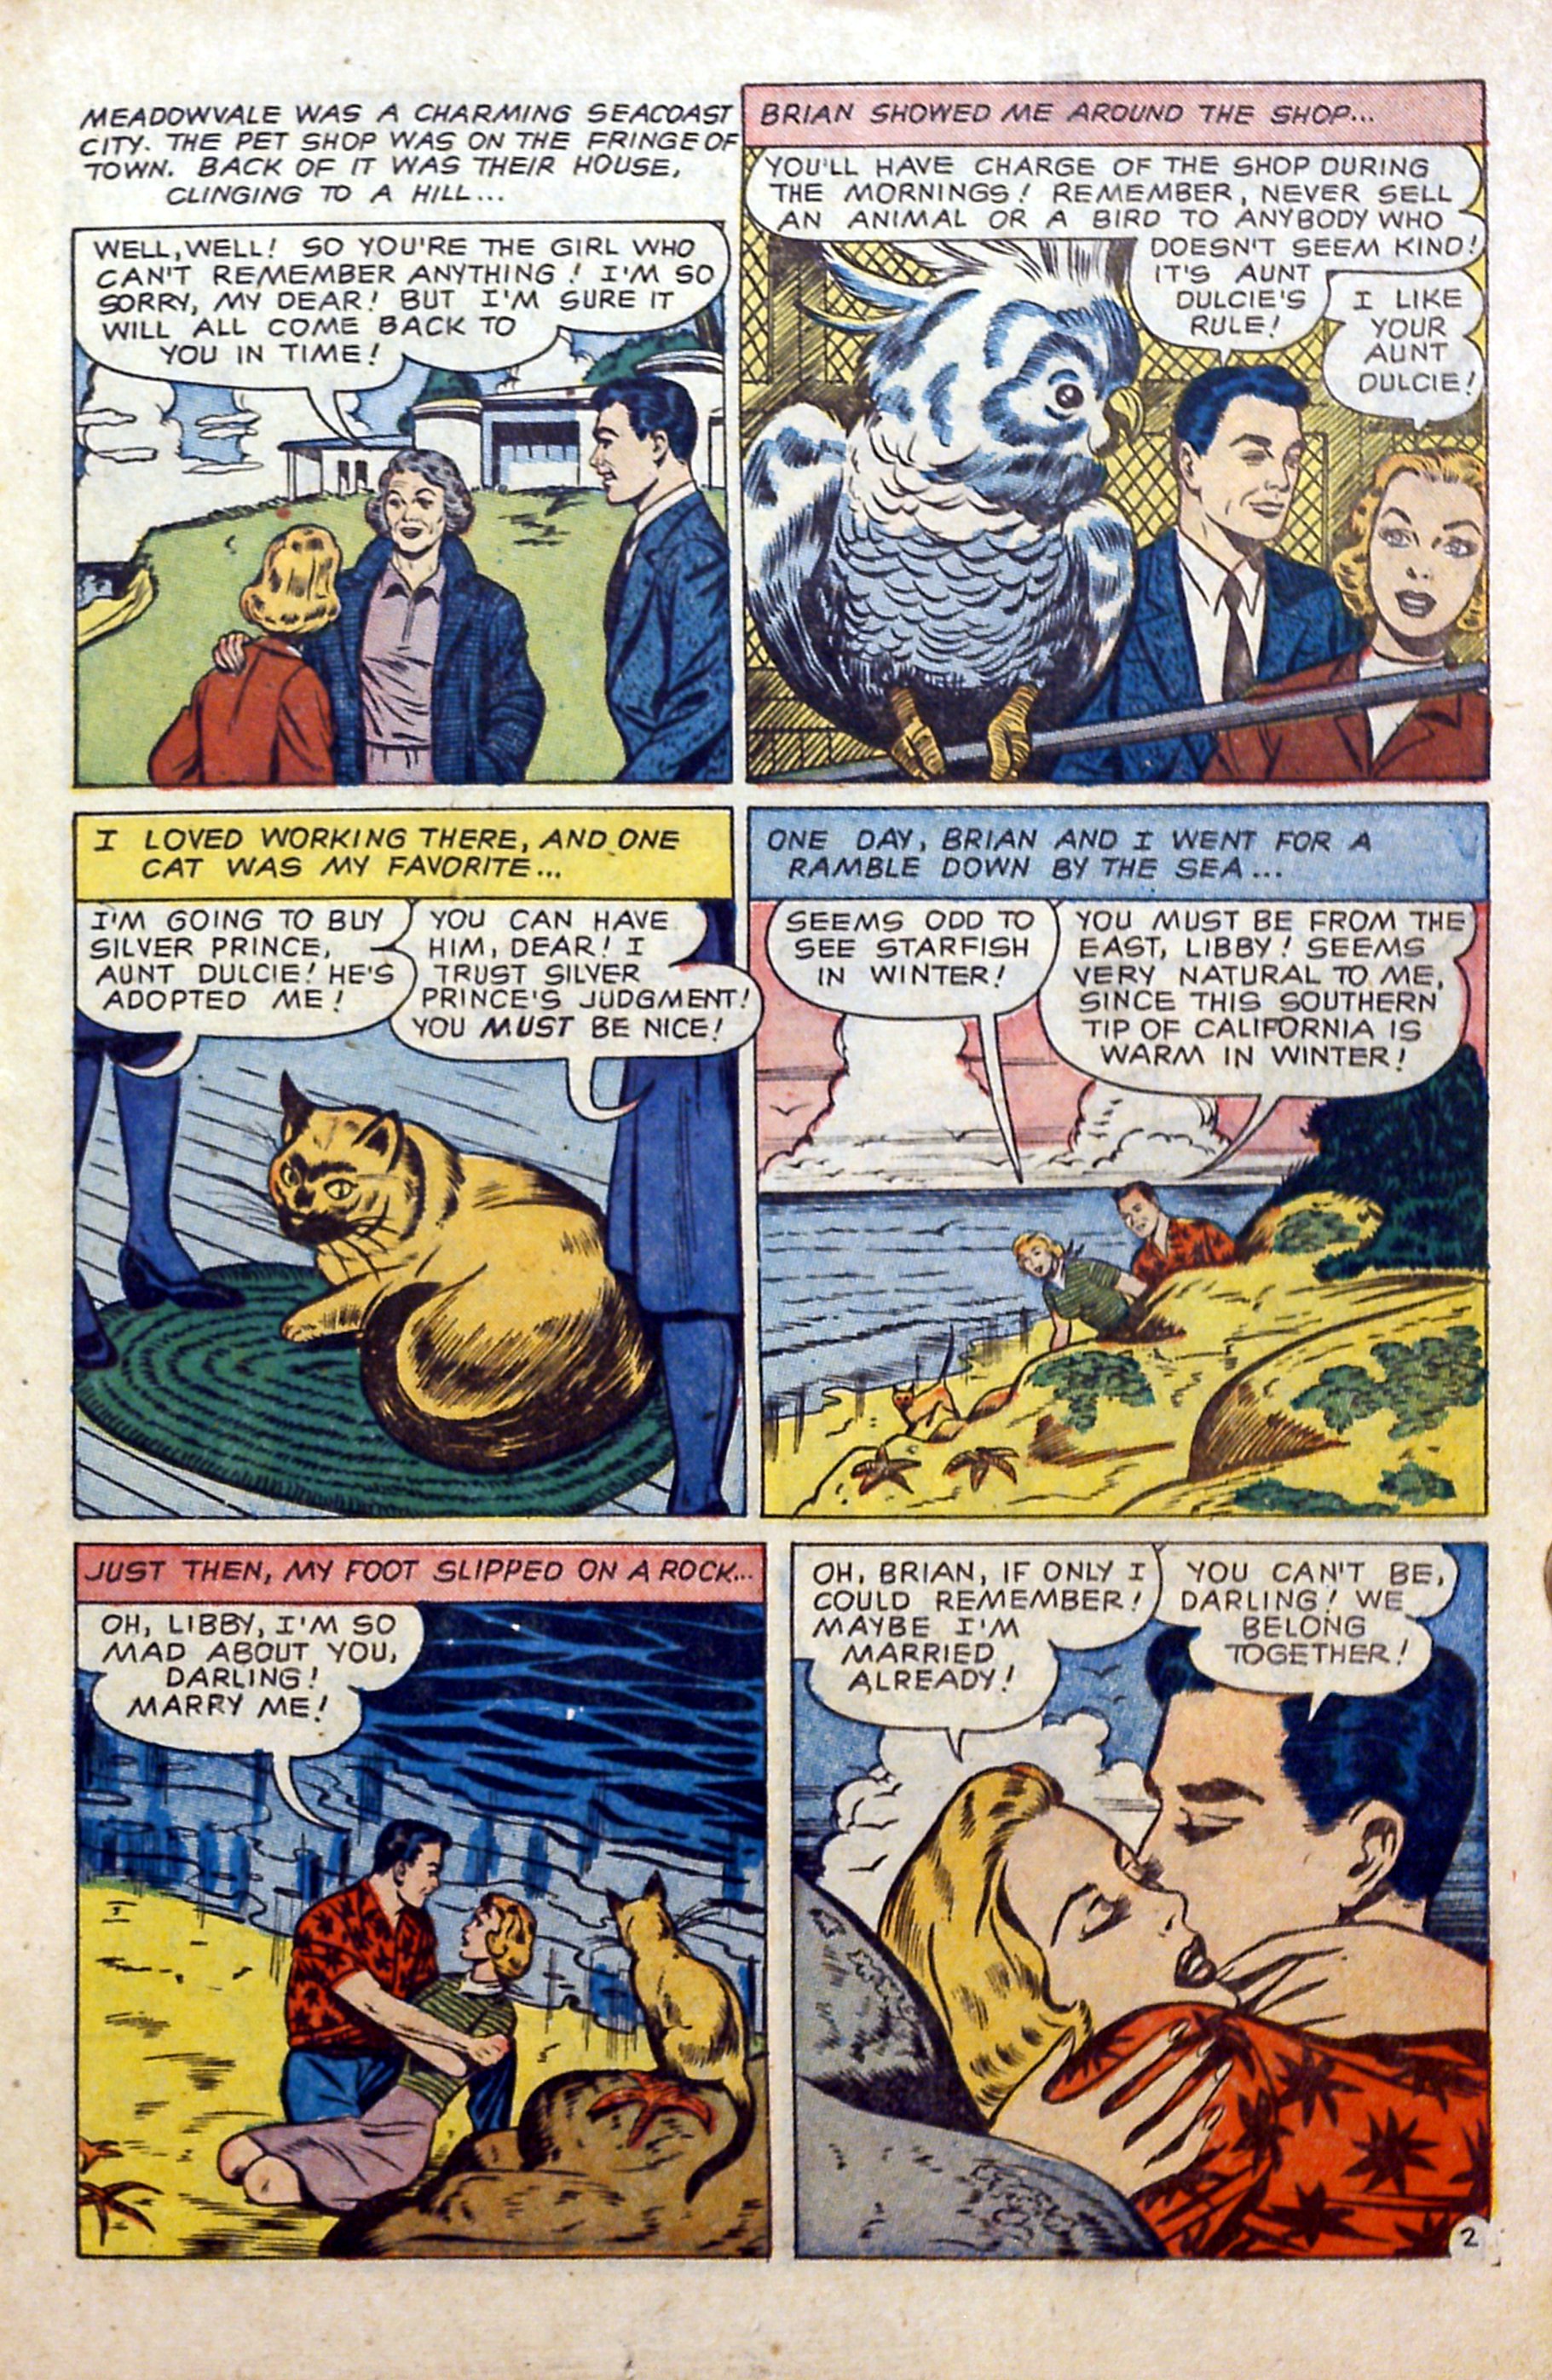 MEADOWVALE WAS A CHARMING SEACOAST
CITY. THE PET SHOP WAS ON THE FRINGE OF
TOWN. BACK OF IT WAS THEIR HOUSE,
CLINGING TO A HILL...
WELL, WELL! SO YOU'RE THE GIRL WHO
CAN'T REMEMBER ANYTHING! I'M SO
SORRY, MY DEAR! BUT I'M SURE IT
WILL ALL COME BACK TO
YOU IN TIME!
BRIAN SHOWED ME AROUND THE SHOP...
YOU'LL HAVE CHARGE OF THE SHOP DURING
THE MORNINGS! REMEMBER, NEVER SELL
AN ANIMAL OR A BIRD TO ANYBODY WHO
DOESN'T SEEM KIND!
IT'S AUNT
DULCIE'S
RULE!
I LIKE
YOUR
AUNT
DULCIE!
I LOVED WORKING THERE, AND ONE
CAT WAS MY FAVORITE...
I'M GOING TO BUY
SILVER PRINCE,
AUNT DULCIE! HE'S
ADOPTED ME!
YOU CAN HAVE
HIM, DEAR! I
TRUST SILVER
PRINCE'S JUDGMENT!
YOU MUST BE NICE!
ONE DAY, BRIAN AND I WENT FOR A
RAMBLE DOWN BY THE SEA...
SEEMS ODD TO
SEE STARFISH
IN WINTER!
YOU MUST BE FROM THE
EAST, LIBBY! SEEMS
VERY NATURAL TO ME,
SINCE THIS SOUTHERN
TIP OF CALIFORNIA IS
WARM IN WINTER!
JUST THEN, MY FOOT SLIPPED ON A ROCK...
OH, LIBBY, I'M SO
MAD ABOUT YOU,
DARLING!
MARRY ME!
OH, BRIAN, IF ONLY I
COULD REMEMBER!
MAYBE I'M
MARRIED
ALREADY!
YOU CAN'T BE,
DARLING! WE
BELONG
TOGETHER!
2